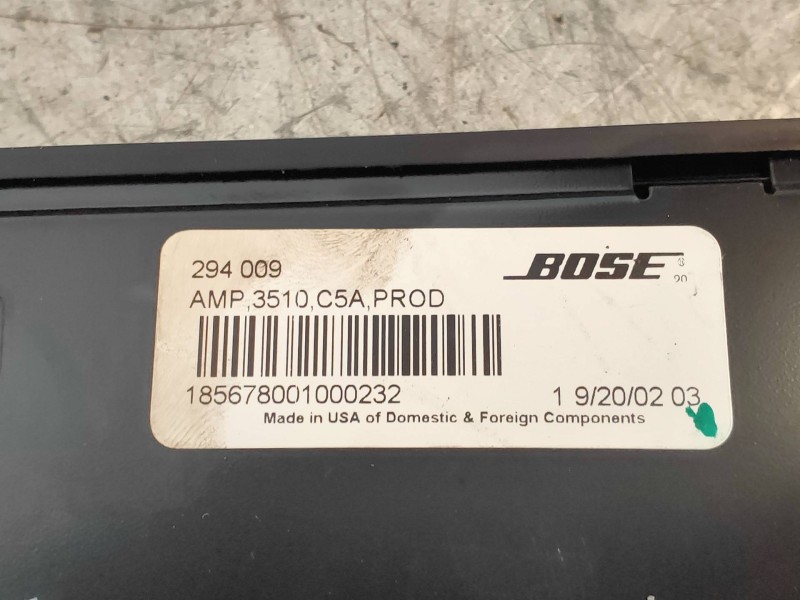 294 009
BOSE
AMP,3510,C5A,PROD
185678001000232
1 9/20/02 03
Made in USA of Domestic & Foreign Components